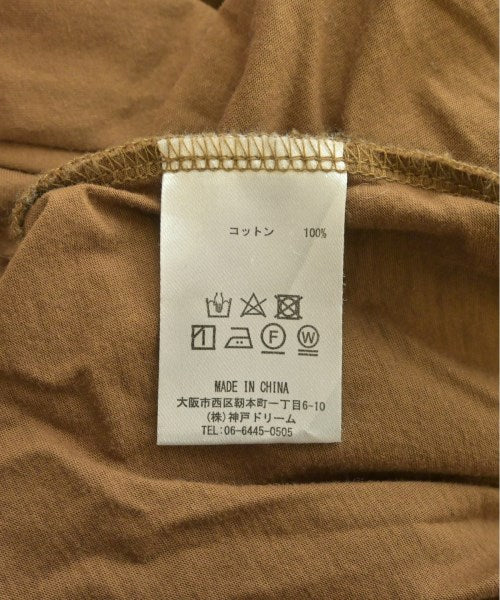 コットン 100%
F W
MADE IN CHINA
大阪市西区靭本町一丁目6-10
(株)神戸ドリーム
TEL:06-6445-0505